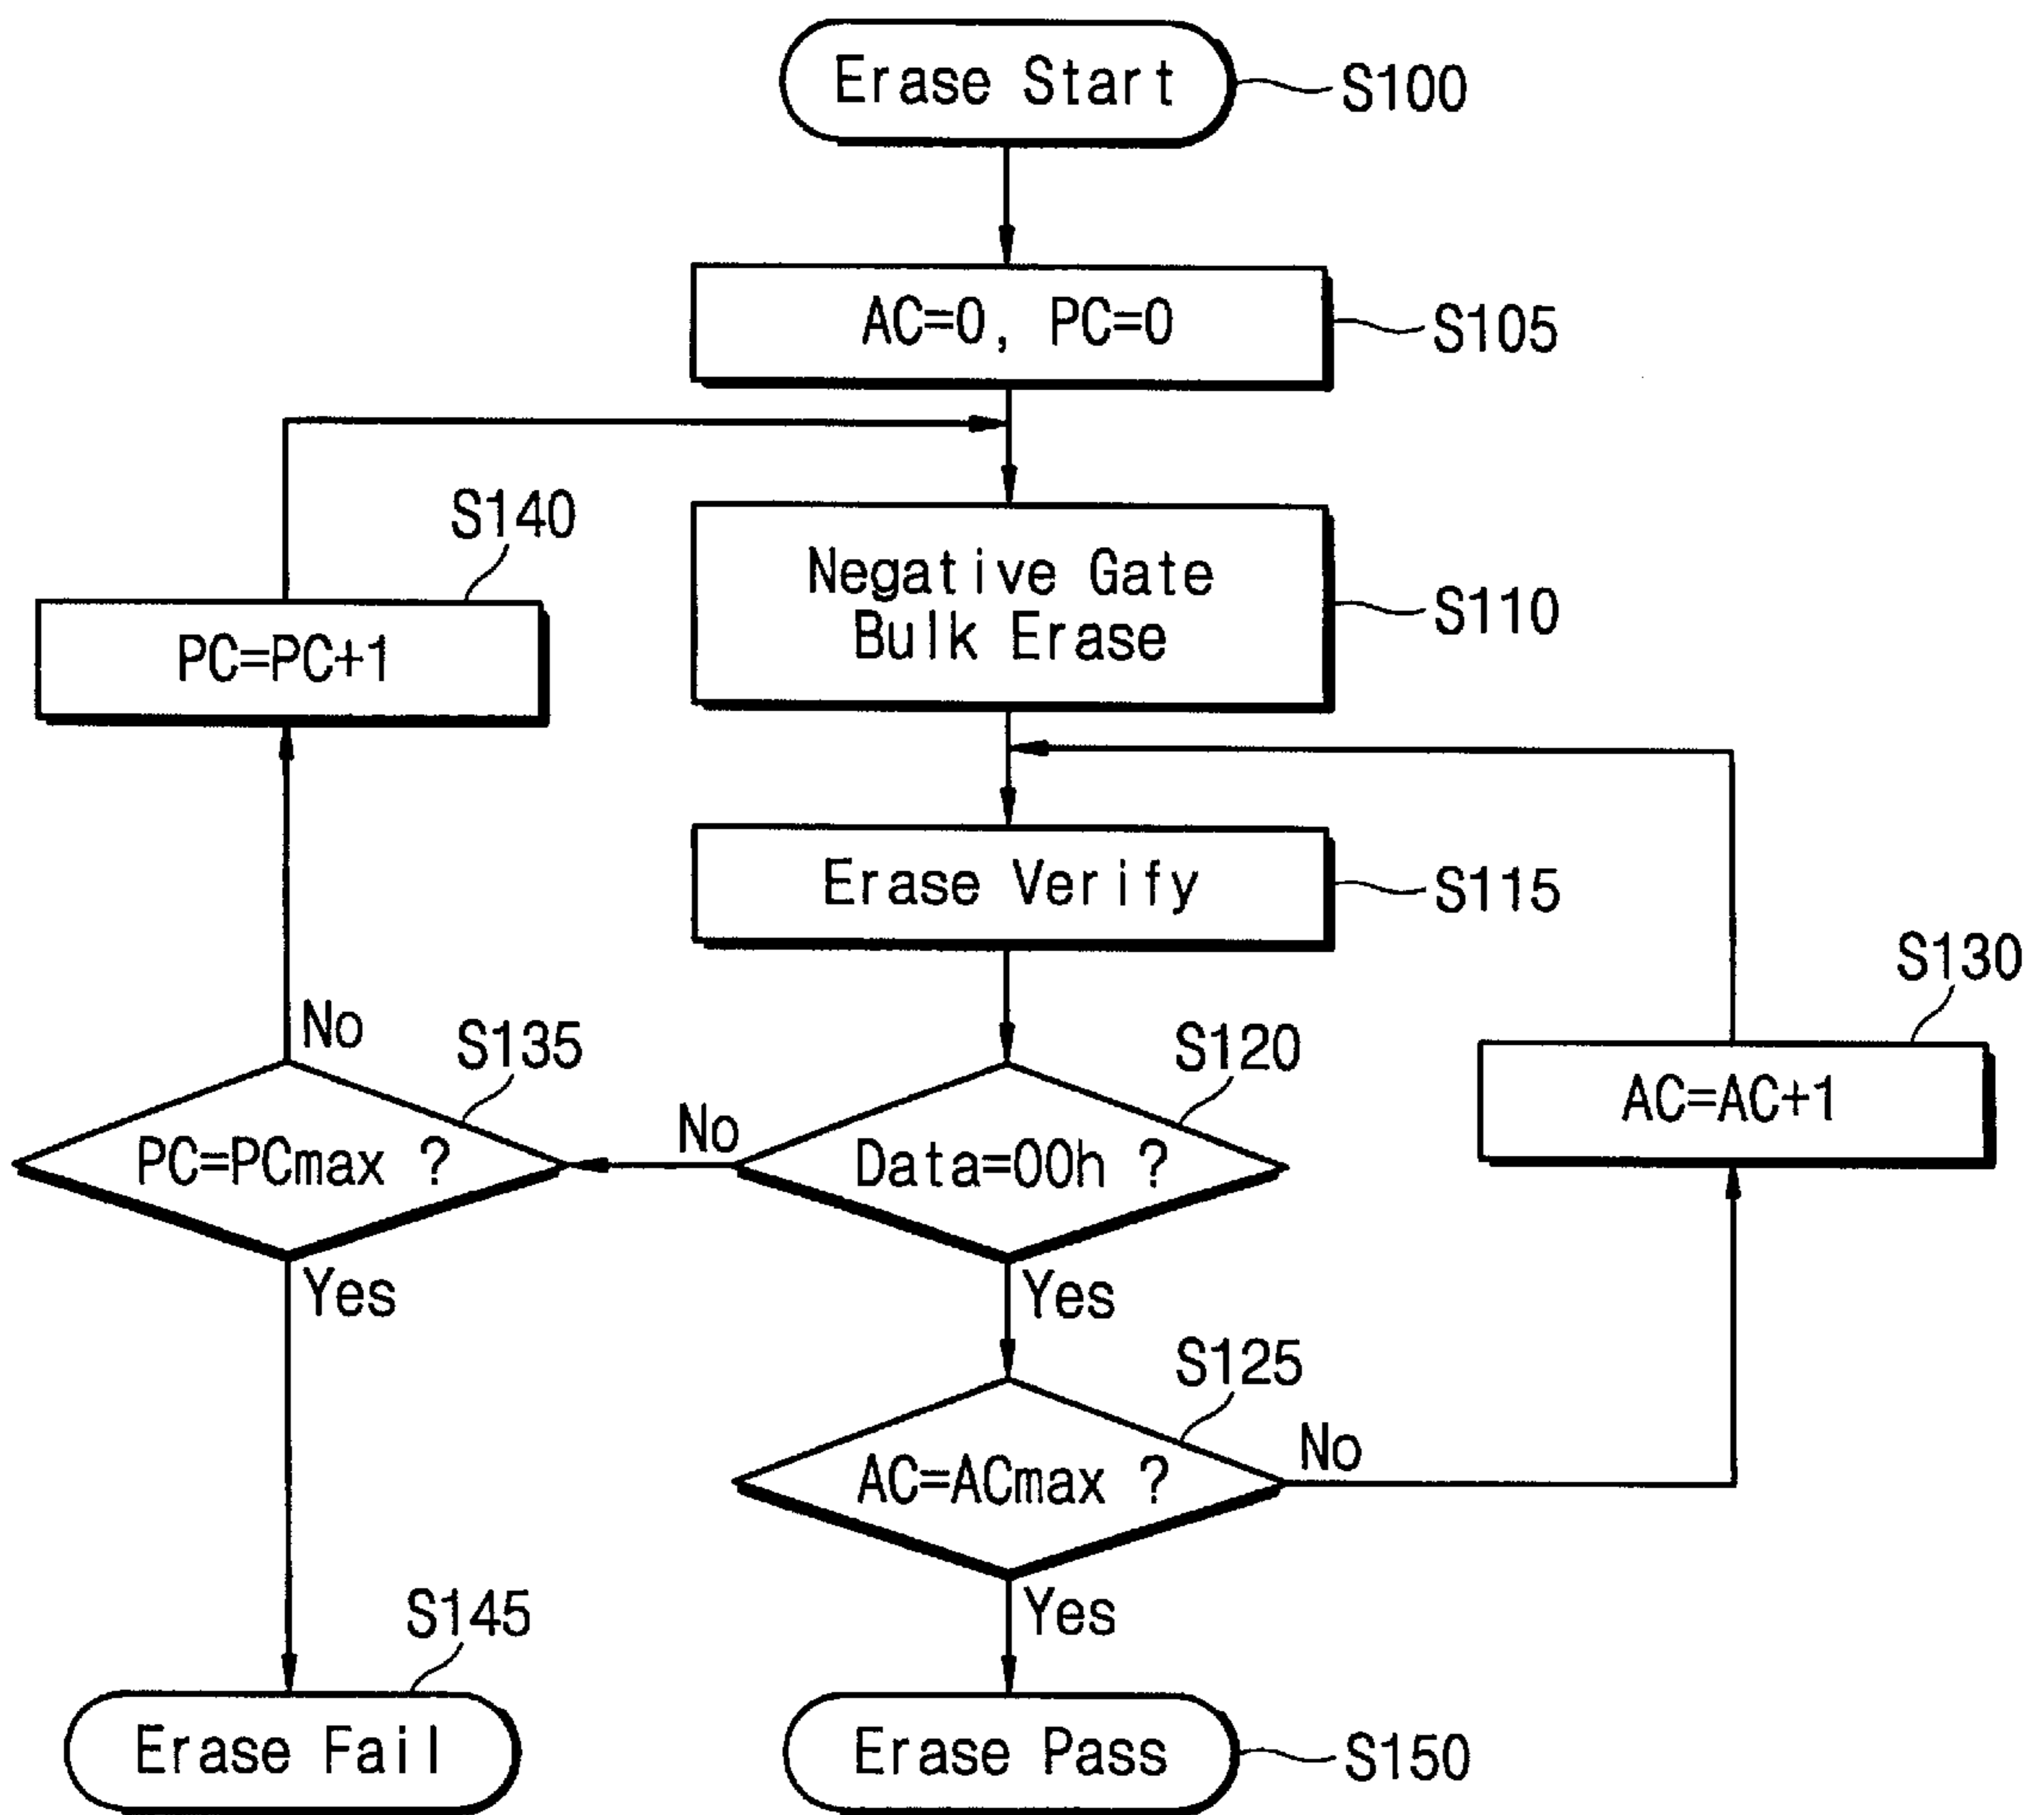 Erase Start
S100
AC=0, PC=0
S105
S140
Negative Gate
Bulk Erase
S110
PC=PC+1
Erase Verify
S115
S130
No
S135
S120
AC=AC+1
No
PC=PCmax ?
Data=00h ?
Yes
Yes
S125
No
AC=ACmax ?
S145
Yes
Erase Fail
Erase Pass
S150